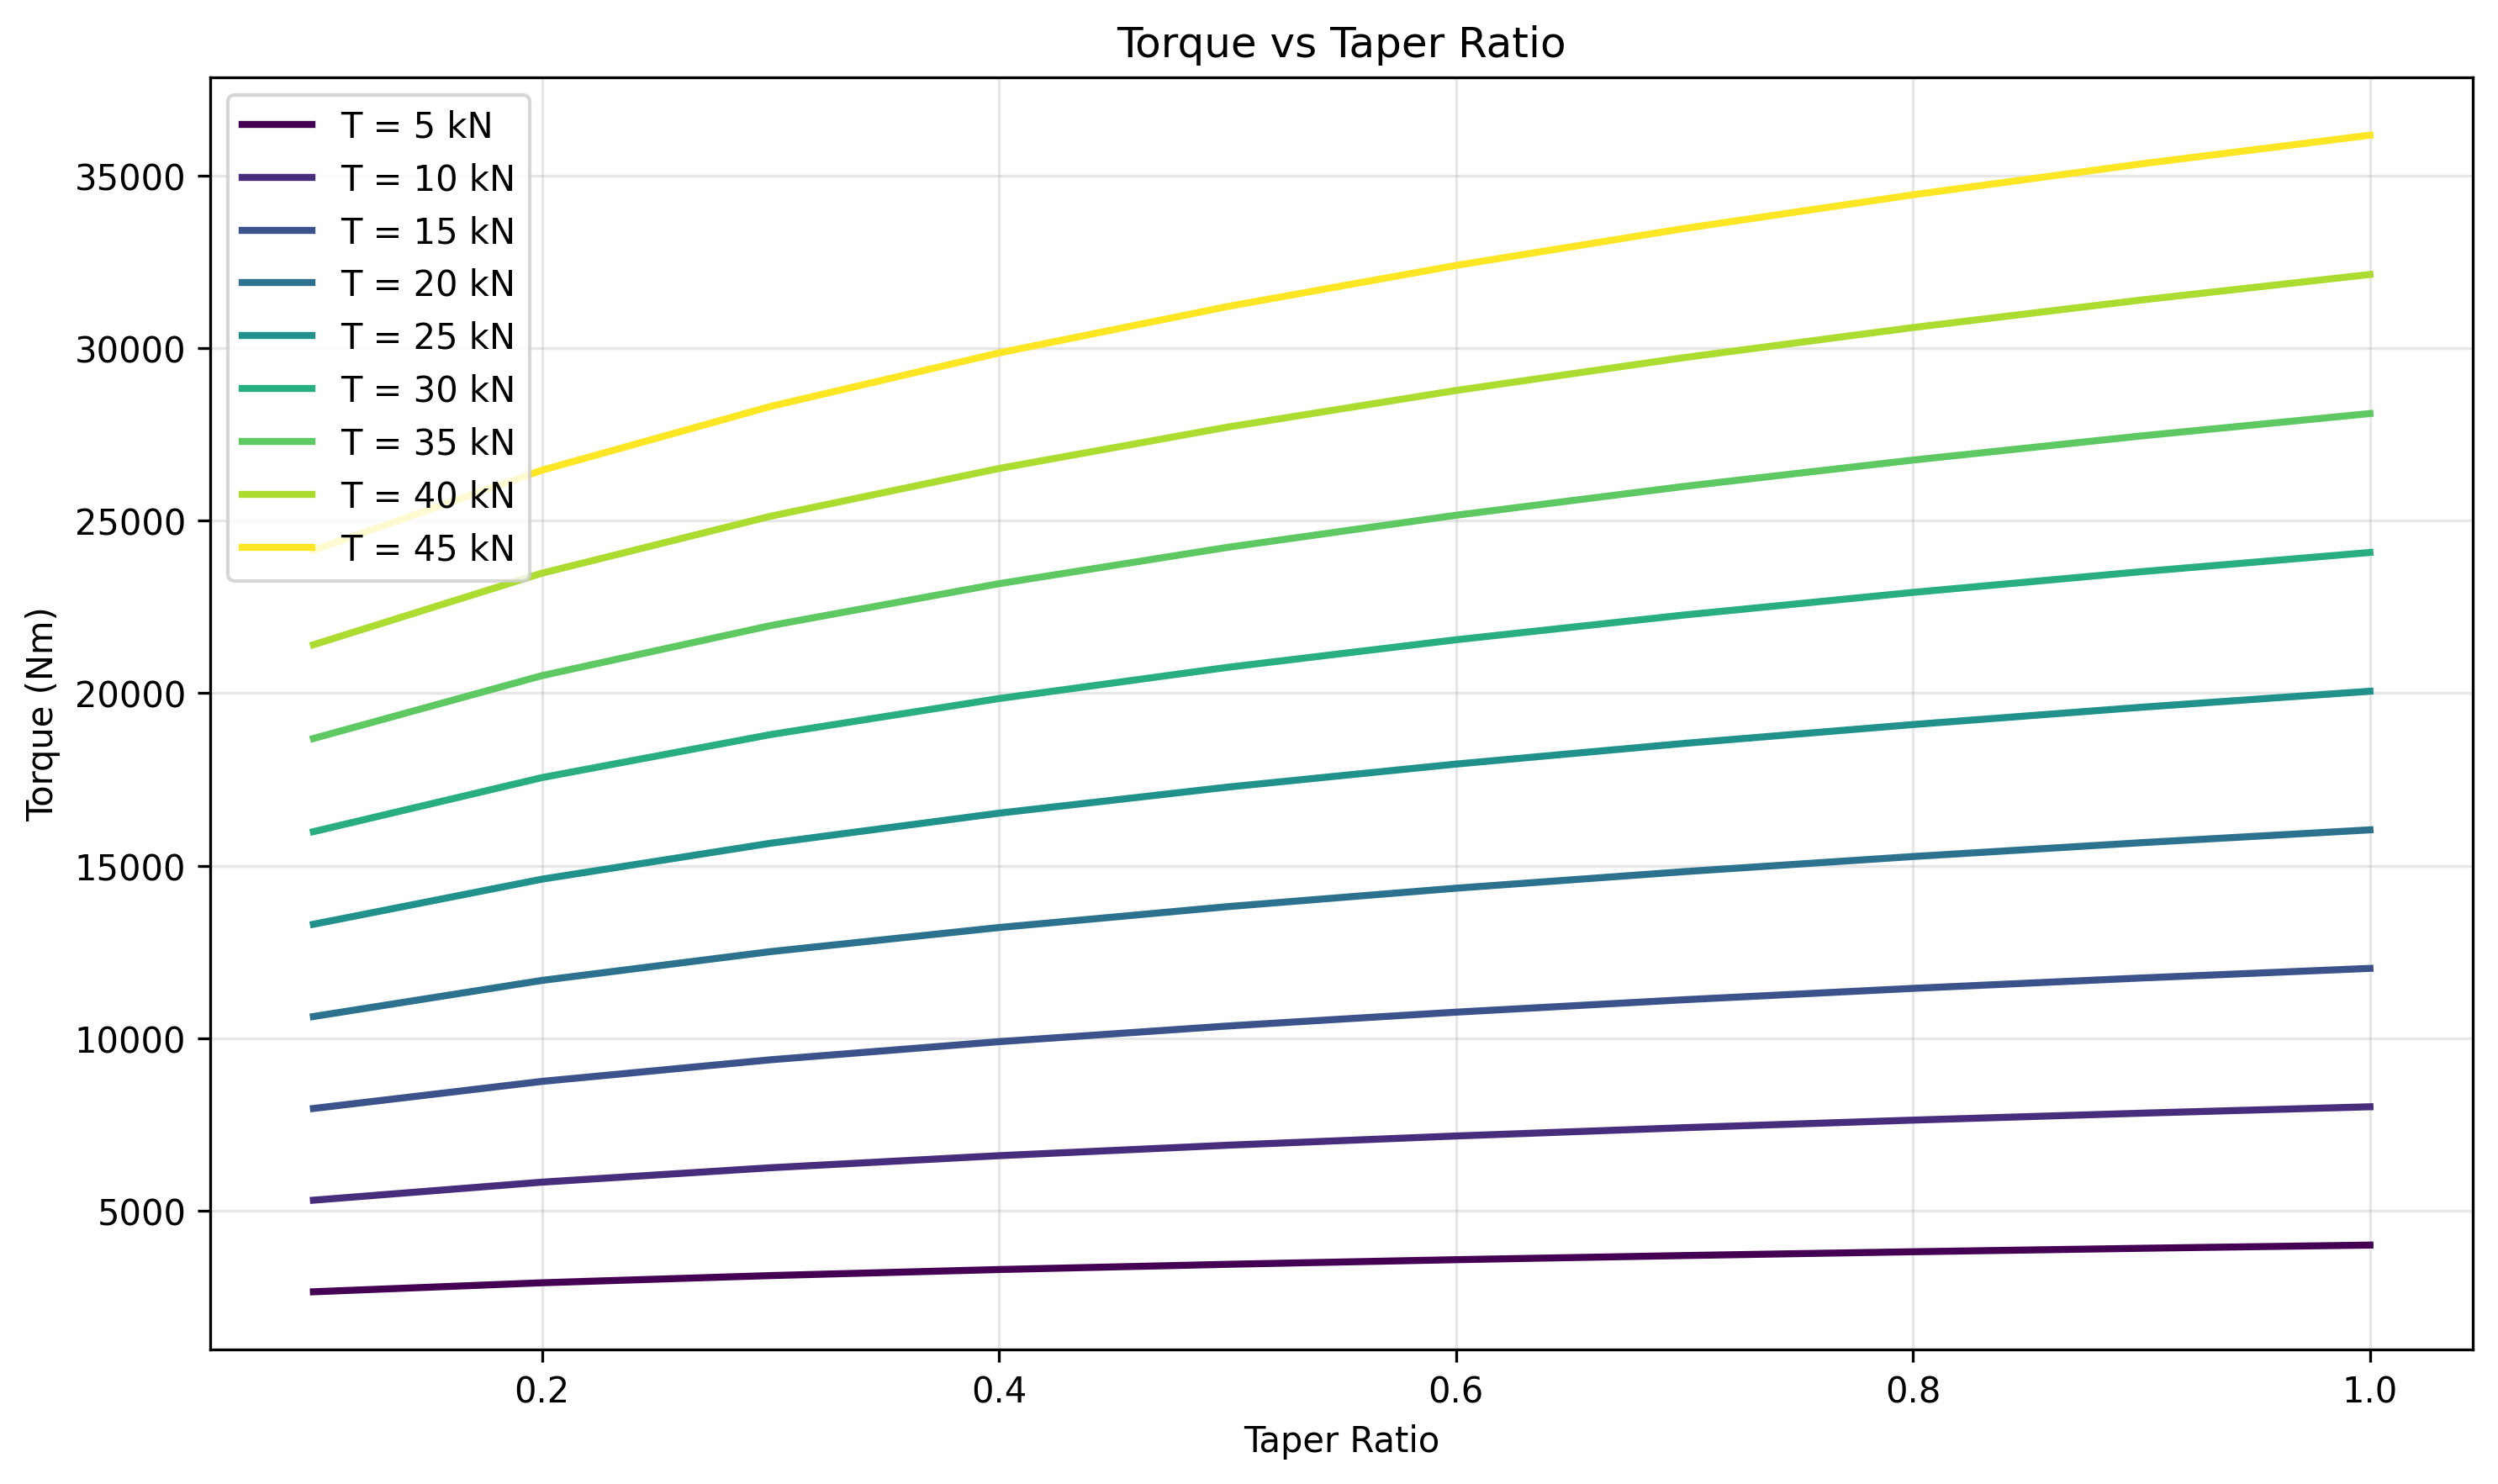 Torque vs Taper Ratio
T = 5 kN
T = 10 kN
T = 15 kN
T = 20 kN
T = 25 kN
T = 30 kN
T = 35 kN
T = 40 kN
T = 45 kN
35000
30000
25000
20000
15000
10000
5000
Torque (Nm)
0.2 0.4 0.6 0.8 1.0
Taper Ratio